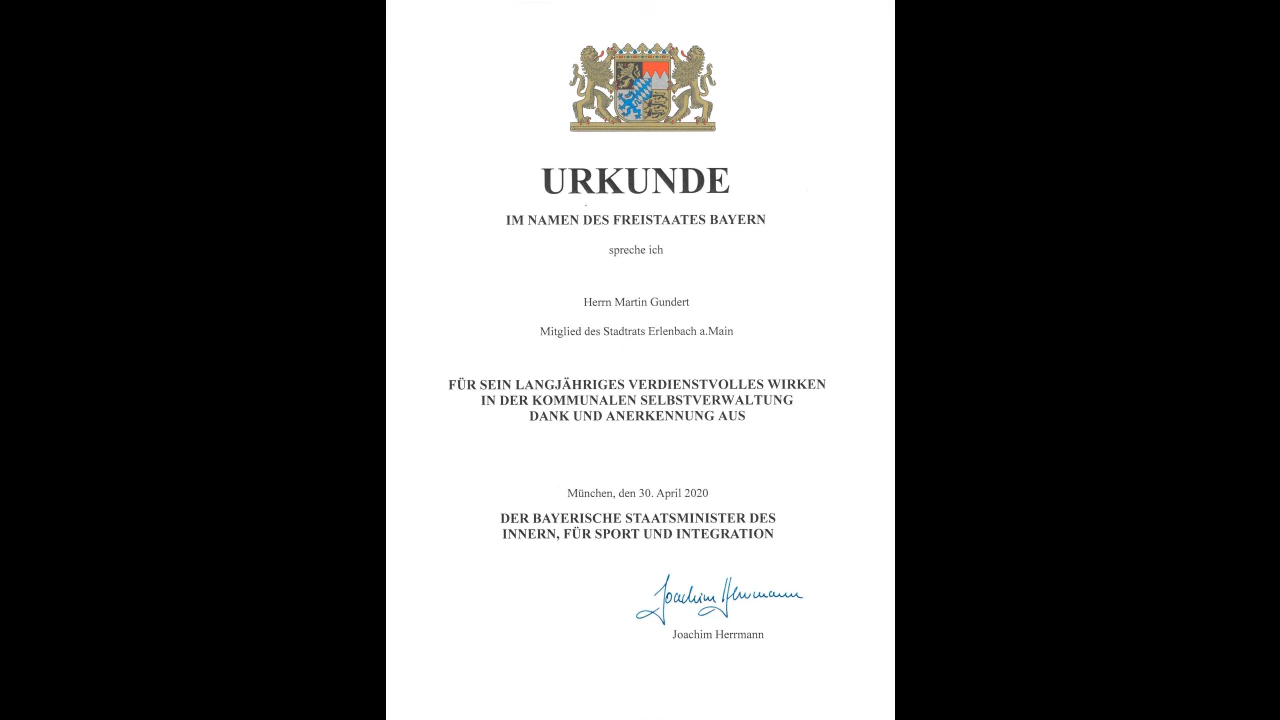 URKUNDE
IM NAMEN DES FREISTAATES BAYERN
spreche ich
Herrn Martin Gundert
Mitglied des Stadtrats Erlenbach a.Main
FÜR SEIN LANGJÄHRIGES VERDIENSTVOLLES WIRKEN
IN DER KOMMUNALEN SELBSTVERWALTUNG
DANK UND ANERKENNUNG AUS
München, den 30. April 2020
DER BAYERISCHE STAATSMINISTER DES
INNERN, FÜR SPORT UND INTEGRATION
Joachim Herrmann
Joachim Herrmann